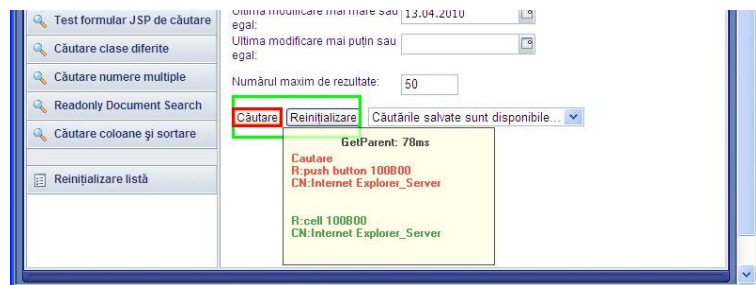 Test formular JSP de căutare
Căutare clase diferite
Căutare numere multiple
Readonly Document Search
Căutare coloane şi sortare
Reiniţializare listă
Ultima modificare mai mare sau
egal:
13.04.2010
Ultima modificare mai puţin sau
egal:
Numărul maxim de rezultate:
50
Căutare
Reiniţializare
Căutările salvate sunt disponibile...
GetParent: 78ms
Cautare
R:push button 100B00
CN:Internet Explorer_Server
R:cell 100B00
CN:Internet Explorer_Server